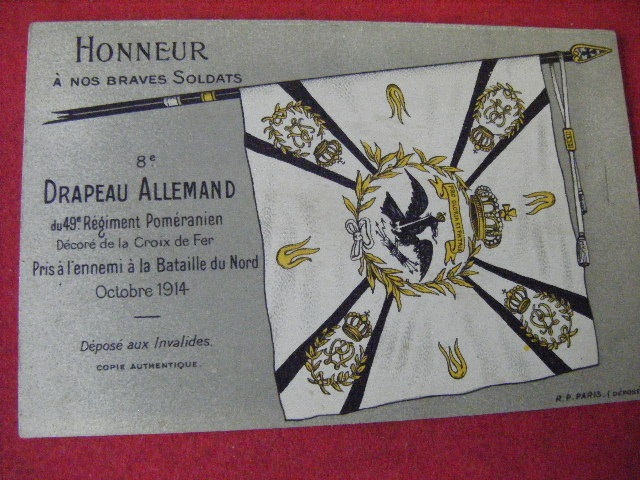 HONNEUR
À NOS BRAVES SOLDATS
8e
DRAPEAU ALLEMAND
du 49e. Régiment Poméranien
Décoré de la Croix de Fer
Pris à l'ennemi à la Bataille du Nord
Octobre 1914
Déposé aux Invalides.
COPIE AUTHENTIQUE.
R. P. PARIS. (DÉPOSÉ